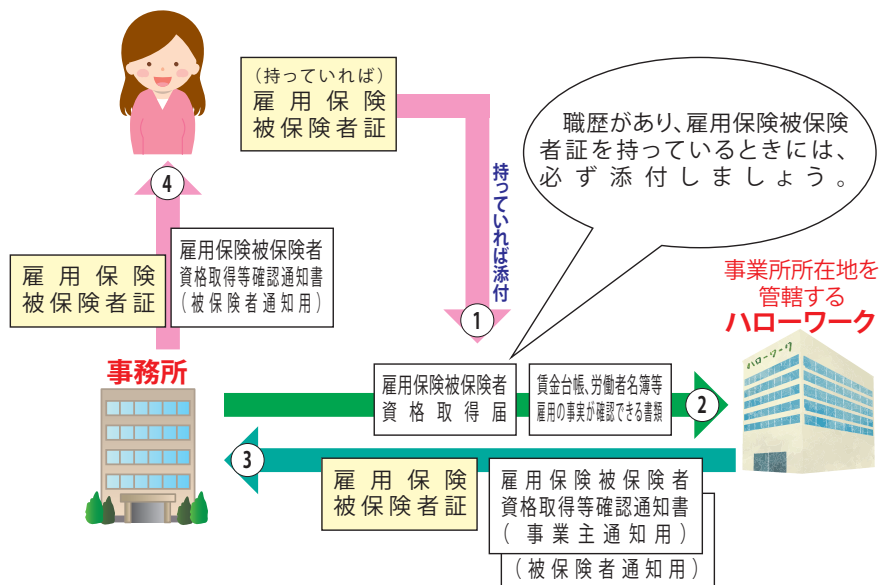 (持っていれば)
雇用保険
被保険者証
職歴があり、雇用保険被保険
者証を持っているときには、
必ず添付しましょう。
持っていれば添付
1
4
雇用保険
被保険者証
雇用保険被保険者
資格取得等確認通知書
(被保険者通知用)
事業所所在地を
管轄する
ハローワーク
ハローワーク
事務所
雇用保険被保険者
資格取得届
賃金台帳、労働者名簿等
雇用の事実が確認できる書類
2
3
雇用保険
被保険者証
雇用保険被保険者
資格取得等確認通知書
(事業主通知用)
(被保険者通知用)